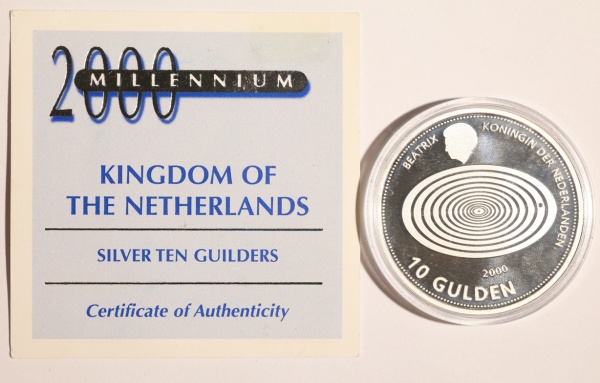 2000
MILLENNIUM
KINGDOM OF
THE NETHERLANDS
SILVER TEN GUILDERS
Certificate of Authenticity
BEATRIX KONINGIN DER NEDERLANDEN
2000
10 GULDEN